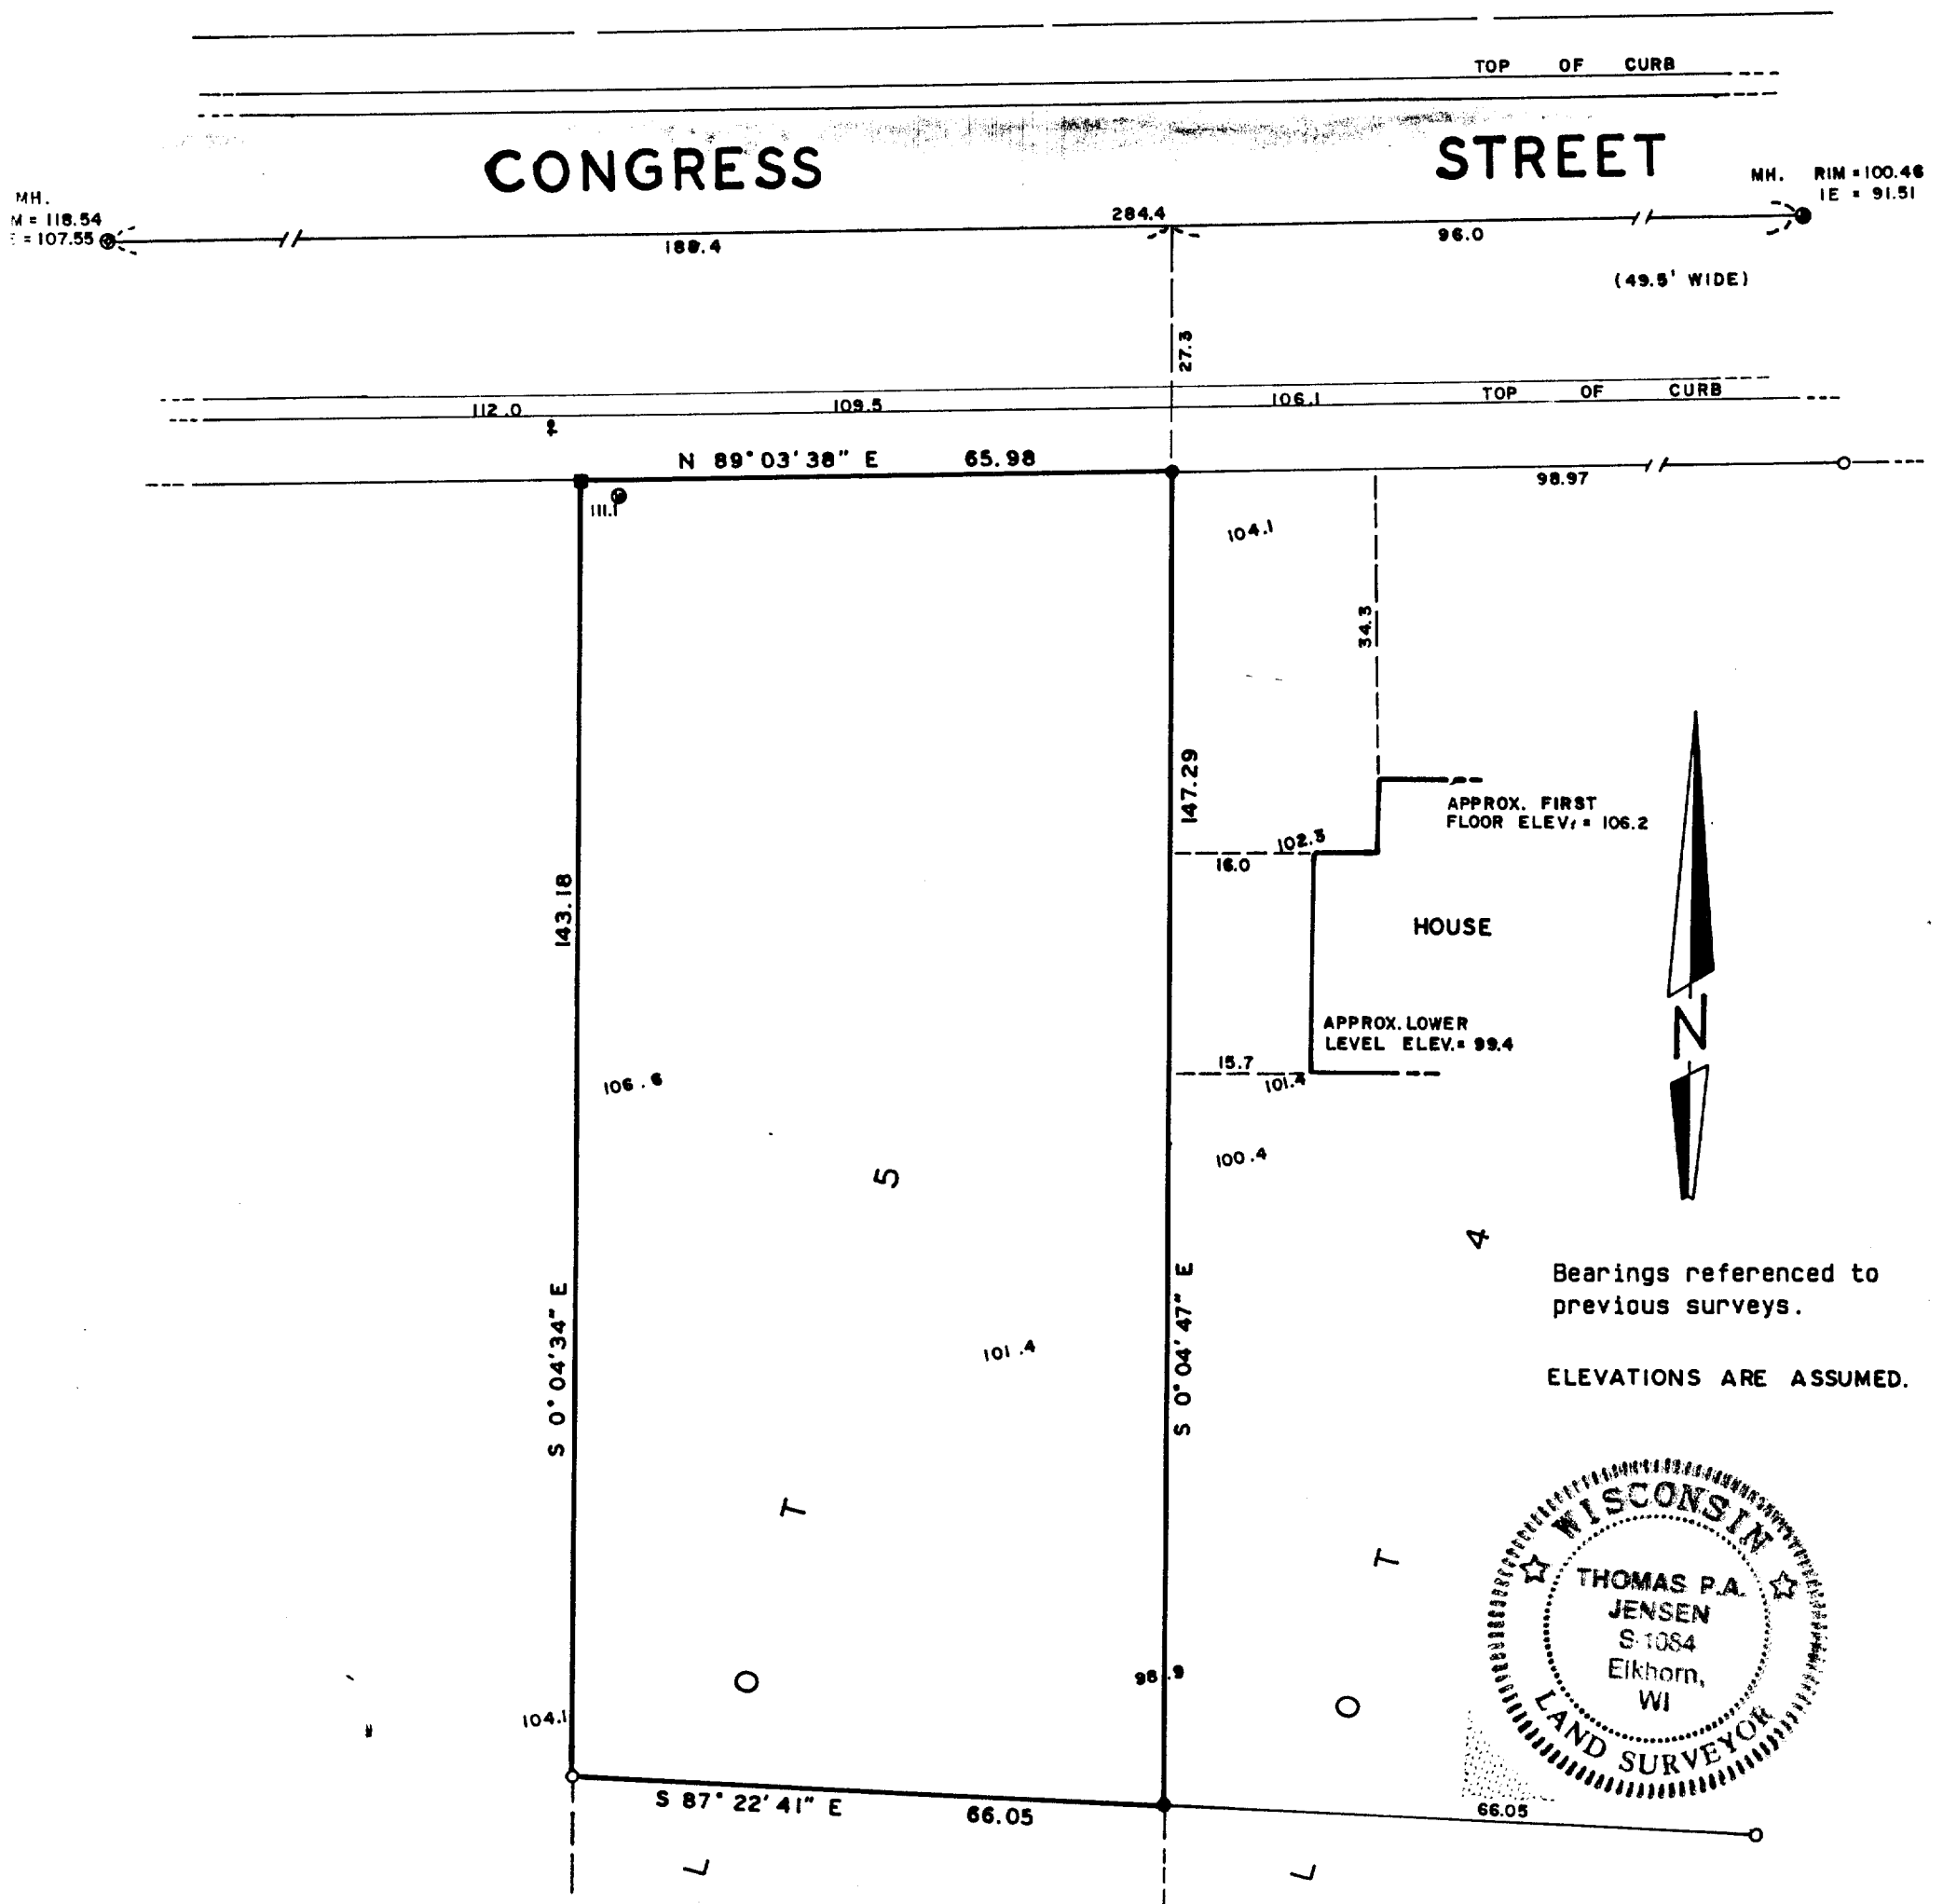 TOP OF CURB
CONGRESS STREET
MH.
M = 118.54
= 107.55
MH. RIM = 100.46
IE = 91.51
284.4
96.0
(49.5' WIDE)
27.3
112.0
109.5
106.1
TOP OF CURB
N 89° 03' 38" E 65.98
98.97
111.1
104.1
34.3
147.29
APPROX. FIRST
FLOOR ELEV. = 106.2
102.3
16.0
143.18
HOUSE
N
APPROX. LOWER
LEVEL ELEV. = 99.4
15.7
101.4
106.6
100.4
S 0° 04' 34" E
S 0° 04' 47" E
101.4
LOT 5
LOT 4
Bearings referenced to
previous surveys.
ELEVATIONS ARE ASSUMED.
WISCONSIN
THOMAS P.A.
JENSEN
S-1084
Elkhorn,
WI
LAND SURVEYOR
98.9
104.1
S 87° 22' 41" E 66.05
66.05